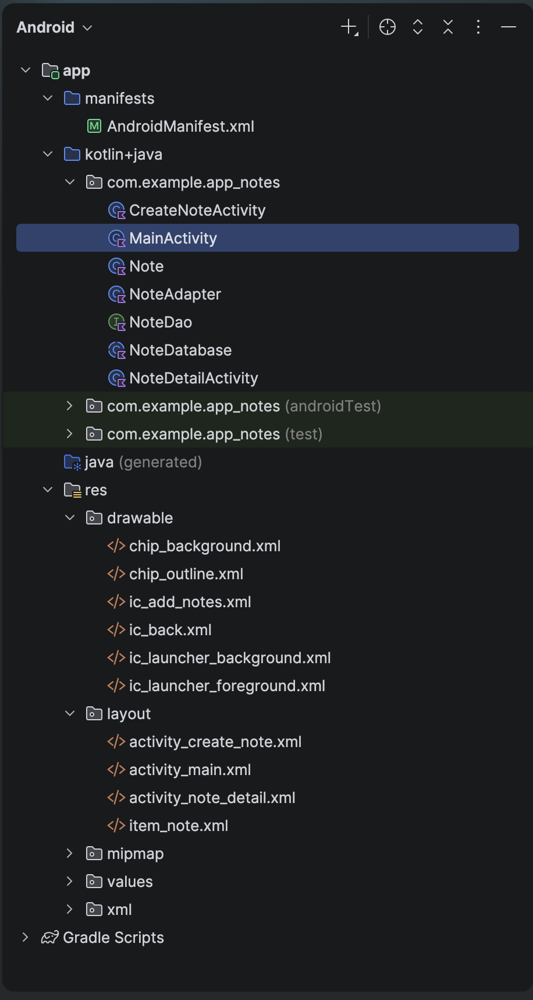 Android
app
manifests
AndroidManifest.xml
kotlin+java
com.example.app_notes
CreateNoteActivity
MainActivity
Note
NoteAdapter
NoteDao
NoteDatabase
NoteDetailActivity
com.example.app_notes (androidTest)
com.example.app_notes (test)
java (generated)
res
drawable
chip_background.xml
chip_outline.xml
ic_add_notes.xml
ic_back.xml
ic_launcher_background.xml
ic_launcher_foreground.xml
layout
activity_create_note.xml
activity_main.xml
activity_note_detail.xml
item_note.xml
mipmap
values
xml
Gradle Scripts